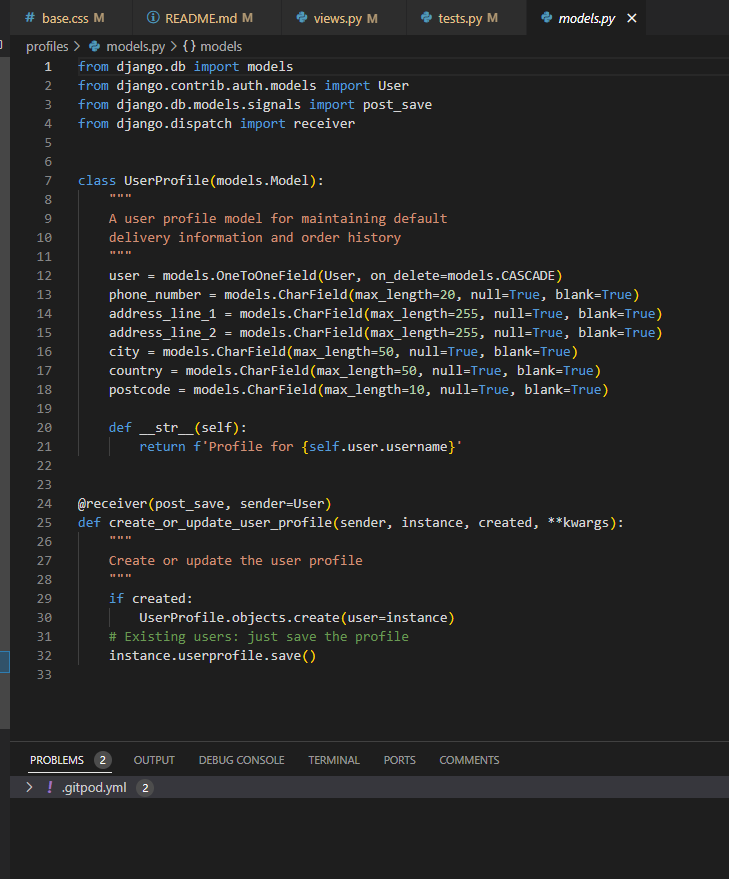 # base.css M README.md M views.py M tests.py M models.py ×
profiles > models.py > {} models
1 from django.db import models
2 from django.contrib.auth.models import User
3 from django.db.models.signals import post_save
4 from django.dispatch import receiver
5
6
7 class UserProfile(models.Model):
8 """
9 A user profile model for maintaining default
10 delivery information and order history
11 """
12 user = models.OneToOneField(User, on_delete=models.CASCADE)
13 phone_number = models.CharField(max_length=20, null=True, blank=True)
14 address_line_1 = models.CharField(max_length=255, null=True, blank=True)
15 address_line_2 = models.CharField(max_length=255, null=True, blank=True)
16 city = models.CharField(max_length=50, null=True, blank=True)
17 country = models.CharField(max_length=50, null=True, blank=True)
18 postcode = models.CharField(max_length=10, null=True, blank=True)
19
20 def __str__(self):
21 return f'Profile for {self.user.username}'
22
23
24 @receiver(post_save, sender=User)
25 def create_or_update_user_profile(sender, instance, created, **kwargs):
26 """
27 Create or update the user profile
28 """
29 if created:
30 UserProfile.objects.create(user=instance)
31 # Existing users: just save the profile
32 instance.userprofile.save()
33
PROBLEMS 2 OUTPUT DEBUG CONSOLE TERMINAL PORTS COMMENTS
> ! .gitpod.yml 2